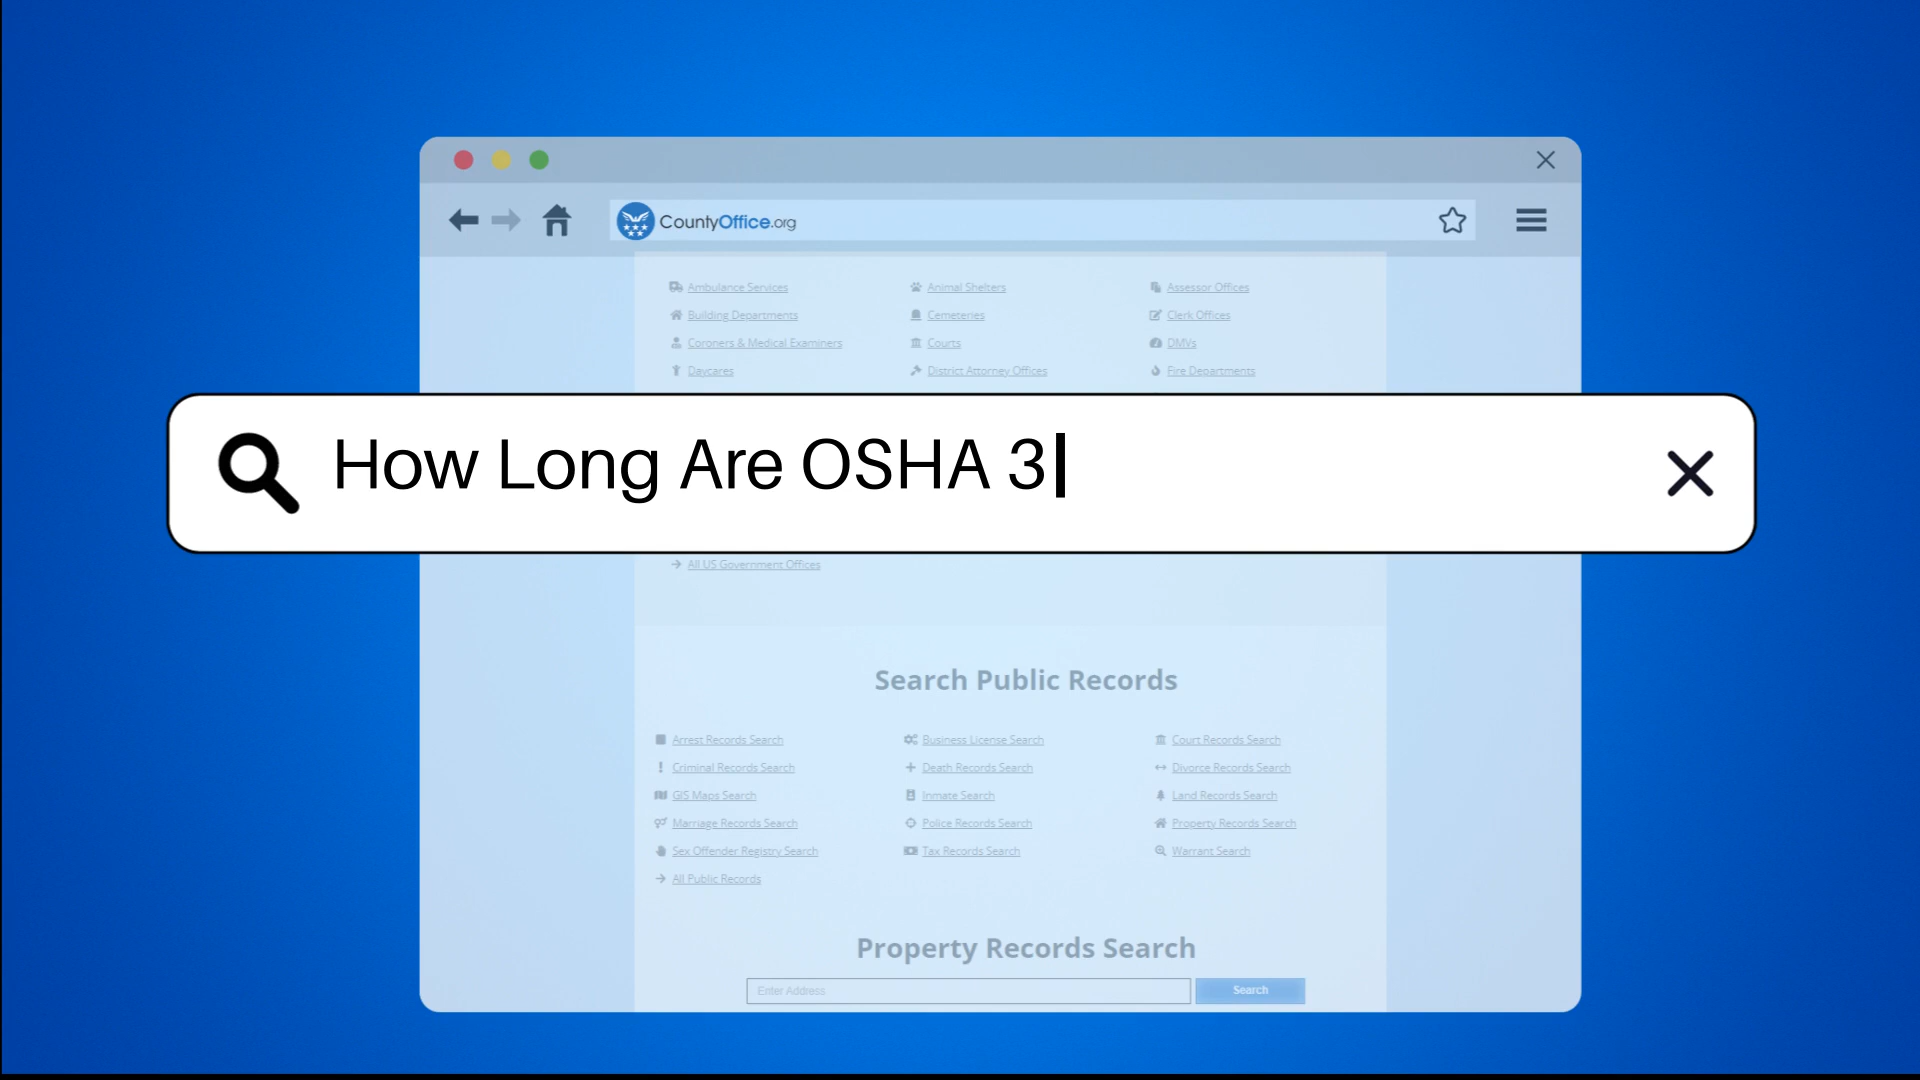 CountyOffice.org
Ambulance Services Animal Shelters Assessor Offices
Building Departments Cemeteries Clerk Offices
Coroners & Medical Examiners Courts DMVs
Daycares District Attorney Offices Fire Departments
How Long Are OSHA 3
All US Government Offices
Search Public Records
Arrest Records Search Business License Search Court Records Search
Criminal Records Search Death Records Search Divorce Records Search
GIS Maps Search Inmate Search Land Records Search
Marriage Records Search Police Records Search Property Records Search
Sex Offender Registry Search Tax Records Search Warrant Search
All Public Records
Property Records Search
Enter Address Search